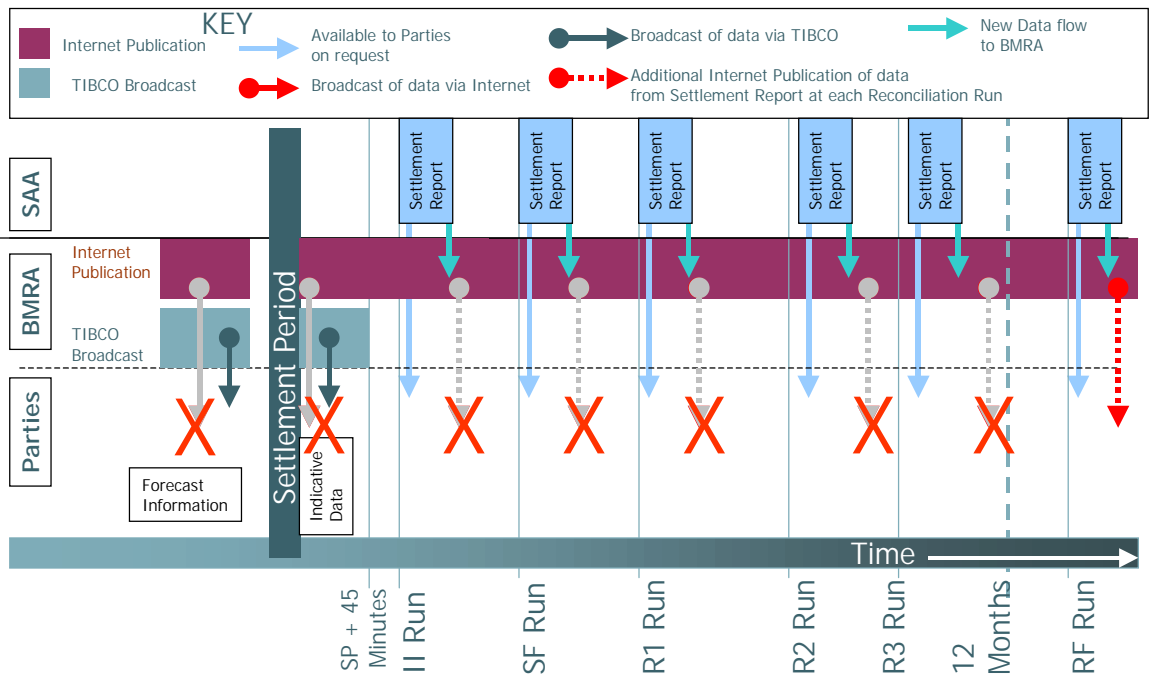 KEY
Internet Publication
TIBCO Broadcast
Available to Parties
on request
Broadcast of data via Internet
Broadcast of data via TIBCO
Additional Internet Publication of data
from Settlement Report at each Reconciliation Run
New Data flow
to BMRA
SAA
Settlement
Report
Settlement
Report
Settlement
Report
Settlement
Report
Settlement
Report
Settlement
Report
BMRA
Internet
Publication
TIBCO
Broadcast
Settlement Period
Parties
X
X
X
X
X
X
X
Forecast
Information
Indicative
Data
Time
SP + 45
Minutes
II Run
SF Run
R1 Run
R2 Run
R3 Run
12
Months
RF Run